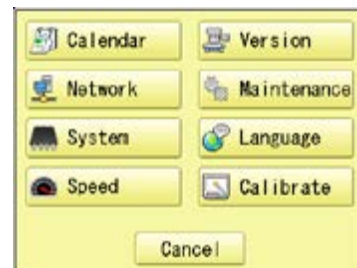 Calendar
Version
Network
Maintenance
System
Language
Speed
Calibrate
Cancel